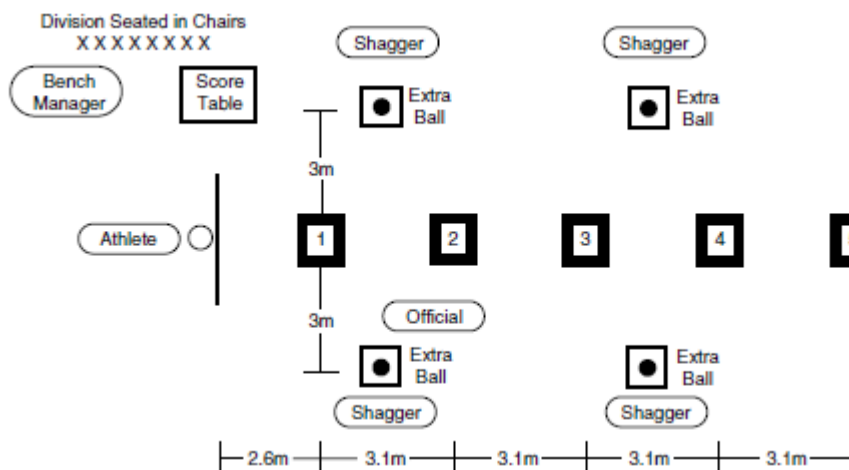 Division Seated in Chairs
X X X X X X X X
Bench
Manager
Score
Table
Shagger
Shagger
Extra
Ball
Extra
Ball
3m
Athlete
1
2
3
4
3m
Official
Extra
Ball
Extra
Ball
Shagger
Shagger
2.6m
3.1m
3.1m
3.1m
3.1m